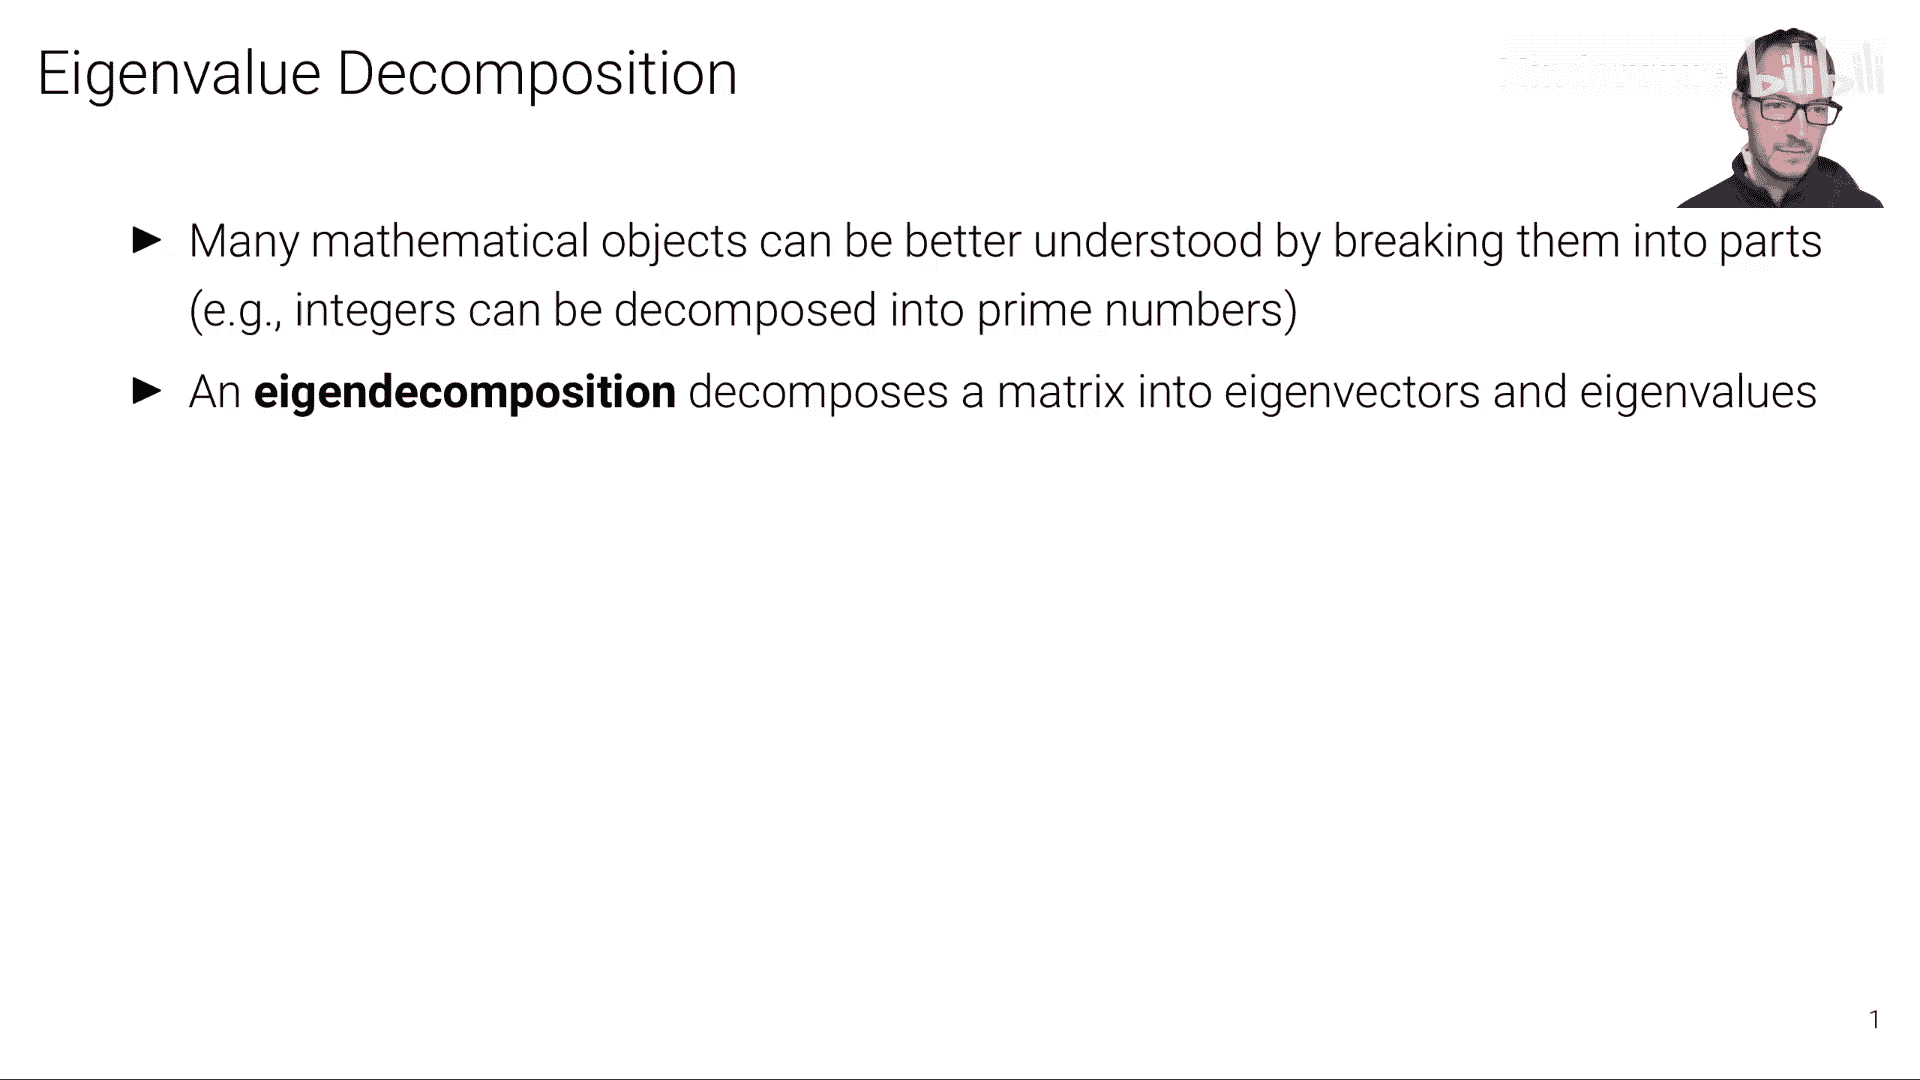 Eigenvalue Decomposition
bilibili
▶ Many mathematical objects can be better understood by breaking them into parts
(e.g., integers can be decomposed into prime numbers)
▶ An eigendecomposition decomposes a matrix into eigenvectors and eigenvalues
1